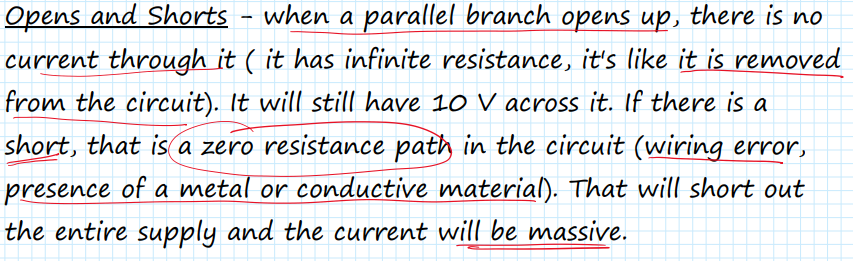 Opens and Shorts - when a parallel branch opens up, there is no
current through it ( it has infinite resistance, it's like it is removed
from the circuit). It will still have 10 V across it. If there is a
short, that is a zero resistance path in the circuit (wiring error,
presence of a metal or conductive material). That will short out
the entire supply and the current will be massive.